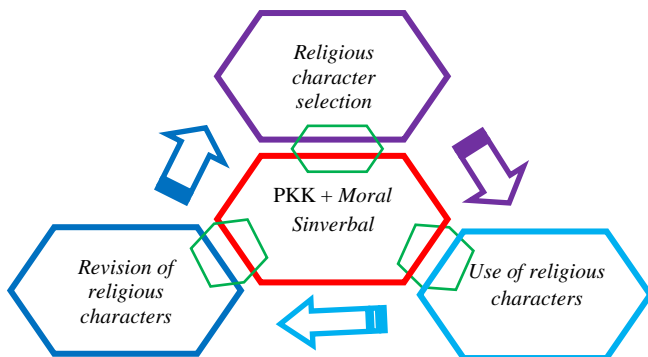 Religious
character
selection
PKK + Moral
Sinverbal
Revision of
religious
characters
Use of religious
characters